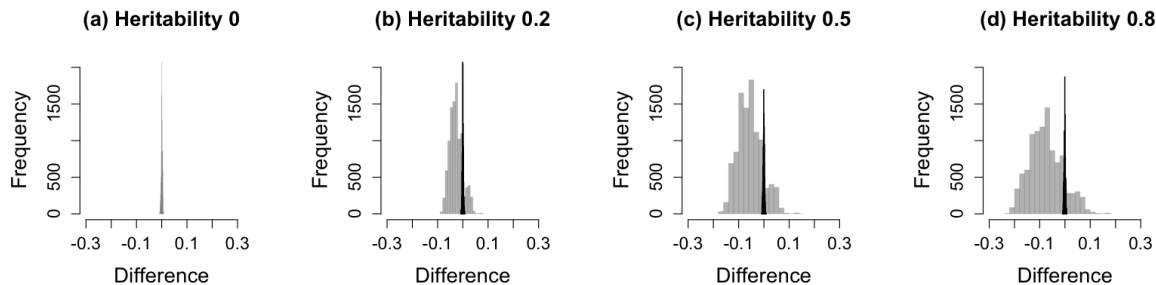 (a) Heritability 0
Frequency
0 500 1500
-0.3 -0.1 0.1 0.3
Difference
(b) Heritability 0.2
Frequency
0 500 1500
-0.3 -0.1 0.1 0.3
Difference
(c) Heritability 0.5
Frequency
0 500 1500
-0.3 -0.1 0.1 0.3
Difference
(d) Heritability 0.8
Frequency
0 500 1500
-0.3 -0.1 0.1 0.3
Difference